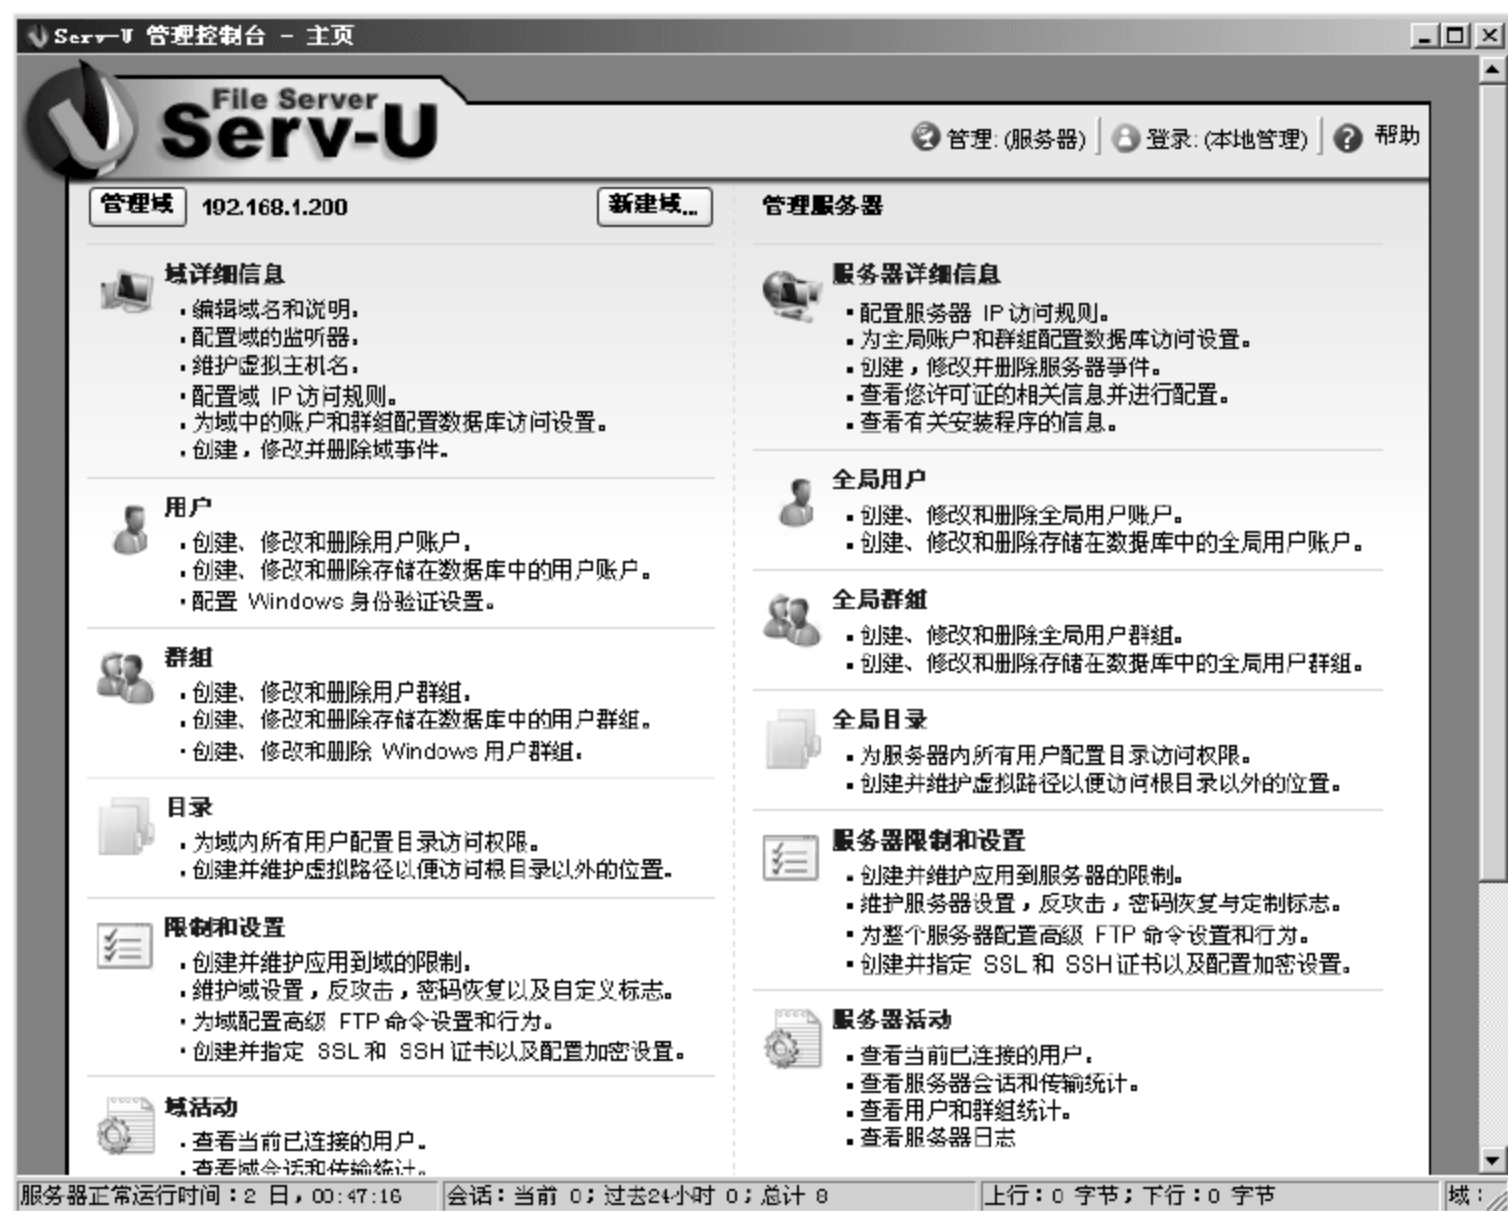 Serv-U 管理控制台 - 主页
File Server
Serv-U
管理: (服务器) 登录: (本地管理) 帮助
管理域 192.168.1.200 新建域...
域详细信息
编辑域名和说明。
配置域的监听器。
维护虚拟主机名。
配置域 IP 访问规则。
为域中的账户和群组配置数据库访问设置。
创建，修改并删除域事件。
用户
创建、修改和删除用户账户。
创建、修改和删除存储在数据库中的用户账户。
配置 Windows 身份验证设置。
群组
创建、修改和删除用户群组。
创建、修改和删除存储在数据库中的用户群组。
创建、修改和删除 Windows 用户群组。
目录
为域内所有用户配置目录访问权限。
创建并维护虚拟路径以便访问根目录以外的位置。
限制和设置
创建并维护应用到域的限制。
维护域设置，反攻击，密码恢复以及自定义标志。
为域配置高级 FTP 命令设置和行为。
创建并指定 SSL 和 SSH 证书以及配置加密设置。
域活动
查看当前已连接的用户。
查看域会话和传输统计。
管理服务器
服务器详细信息
配置服务器 IP 访问规则。
为全局账户和群组配置数据库访问设置。
创建，修改并删除服务器事件。
查看您许可证的相关信息并进行配置。
查看有关安装程序的信息。
全局用户
创建、修改和删除全局用户账户。
创建、修改和删除存储在数据库中的全局用户账户。
全局群组
创建、修改和删除全局用户群组。
创建、修改和删除存储在数据库中的全局用户群组。
全局目录
为服务器内所有用户配置目录访问权限。
创建并维护虚拟路径以便访问根目录以外的位置。
服务器限制和设置
创建并维护应用到服务器的限制。
维护服务器设置，反攻击，密码恢复与定制标志。
为整个服务器配置高级 FTP 命令设置和行为。
创建并指定 SSL 和 SSH 证书以及配置加密设置。
服务器活动
查看当前已连接的用户。
查看服务器会话和传输统计。
查看用户和群组统计。
查看服务器日志
服务器正常运行时间：2 日，00:47:16 会话：当前 0；过去24小时 0；总计 8 上行：0 字节；下行：0 字节 域：